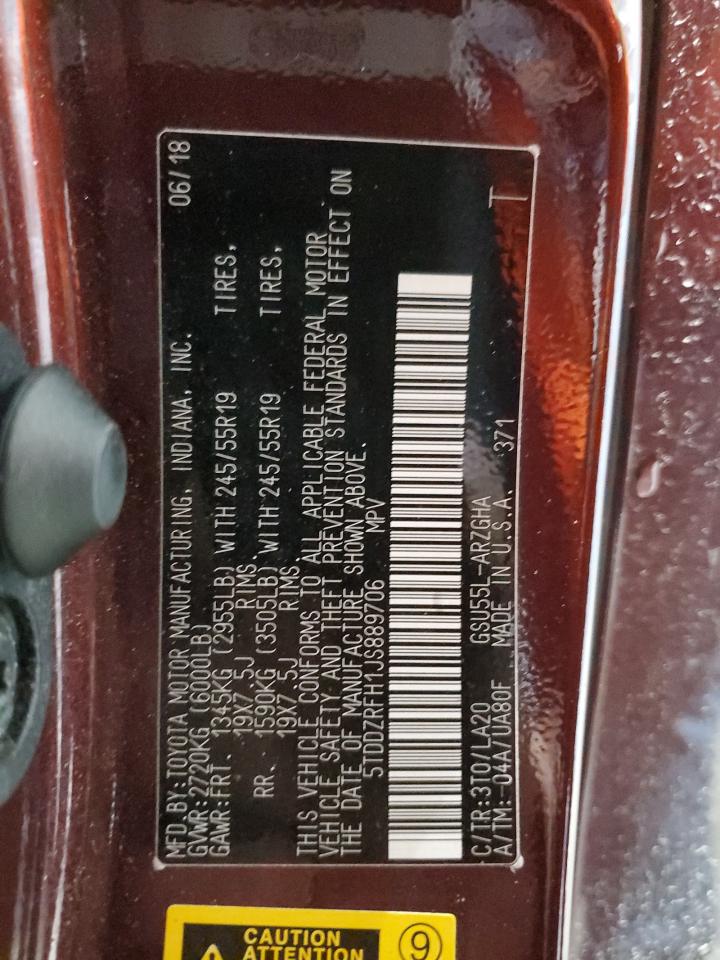 MFD.BY:TOYOTA MOTOR MANUFACTURING, INDIANA, INC. 06/18
GVWR:2720KG (6000LB)
GAWR:FRT. 1345KG (2955LB) WITH 245/55R19 TIRES,
19X7.5J RIMS.
RR. 1590KG (3505LB) WITH 245/55R19 TIRES,
19X7.5J RIMS.
THIS VEHICLE CONFORMS TO ALL APPLICABLE FEDERAL MOTOR
VEHICLE SAFETY AND THEFT PREVENTION STANDARDS IN EFFECT ON
THE DATE OF MANUFACTURE SHOWN ABOVE.
5TDDZRFH1JS889706 MPV
C/TR:3T0/LA20 GSU55L-ARZGHA
A/TM:-04A/UA80F MADE IN U.S.A. 371 T
CAUTION
ATTENTION
9